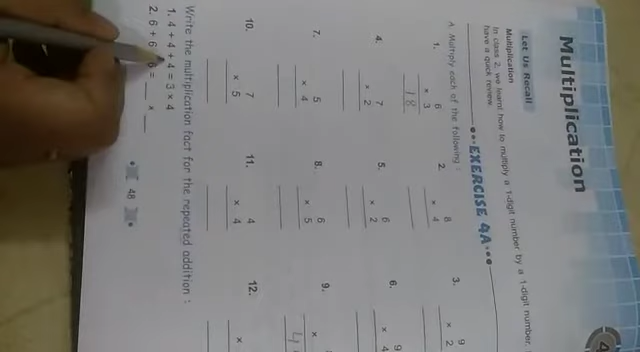 Multiplication
4
Let Us Recall
Multiplication
In class 2, we learnt how to multiply a 1-digit number by a 1-digit number.
have a quick review.
EXERCISE 4A
A. Multiply each of the following :
1. 6 × 3 18
2. 8 × 4
3. 9 × 2
4. 7 × 2
5. 6 × 2
6. 9 × 4
7. 5 × 4
8. 6 × 5
9. ×
10. 7 × 5
11. 4 × 4
12. ×
Write the multiplication fact for the repeated addition :
1. 4 + 4 + 4 = 3 × 4
2. 6 + 6 6 = ___ × ___
48